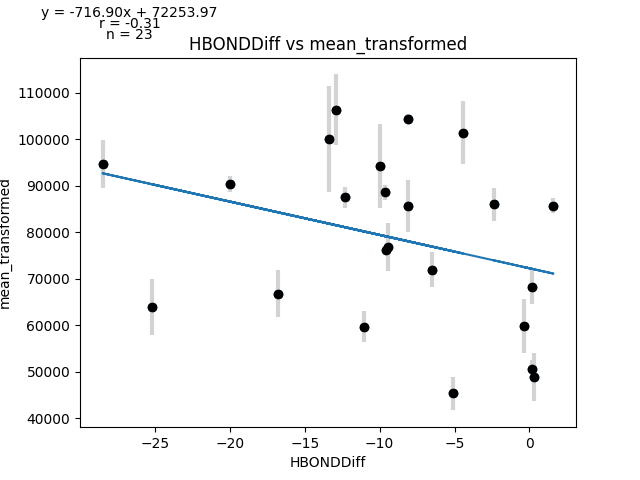 y = -716.90x + 72253.97
r = -0.31
n = 23
HBONDDiff vs mean_transformed
110000
100000
90000
80000
70000
60000
50000
40000
mean_transformed
−25
−20
−15
−10
−5
0
HBONDDiff